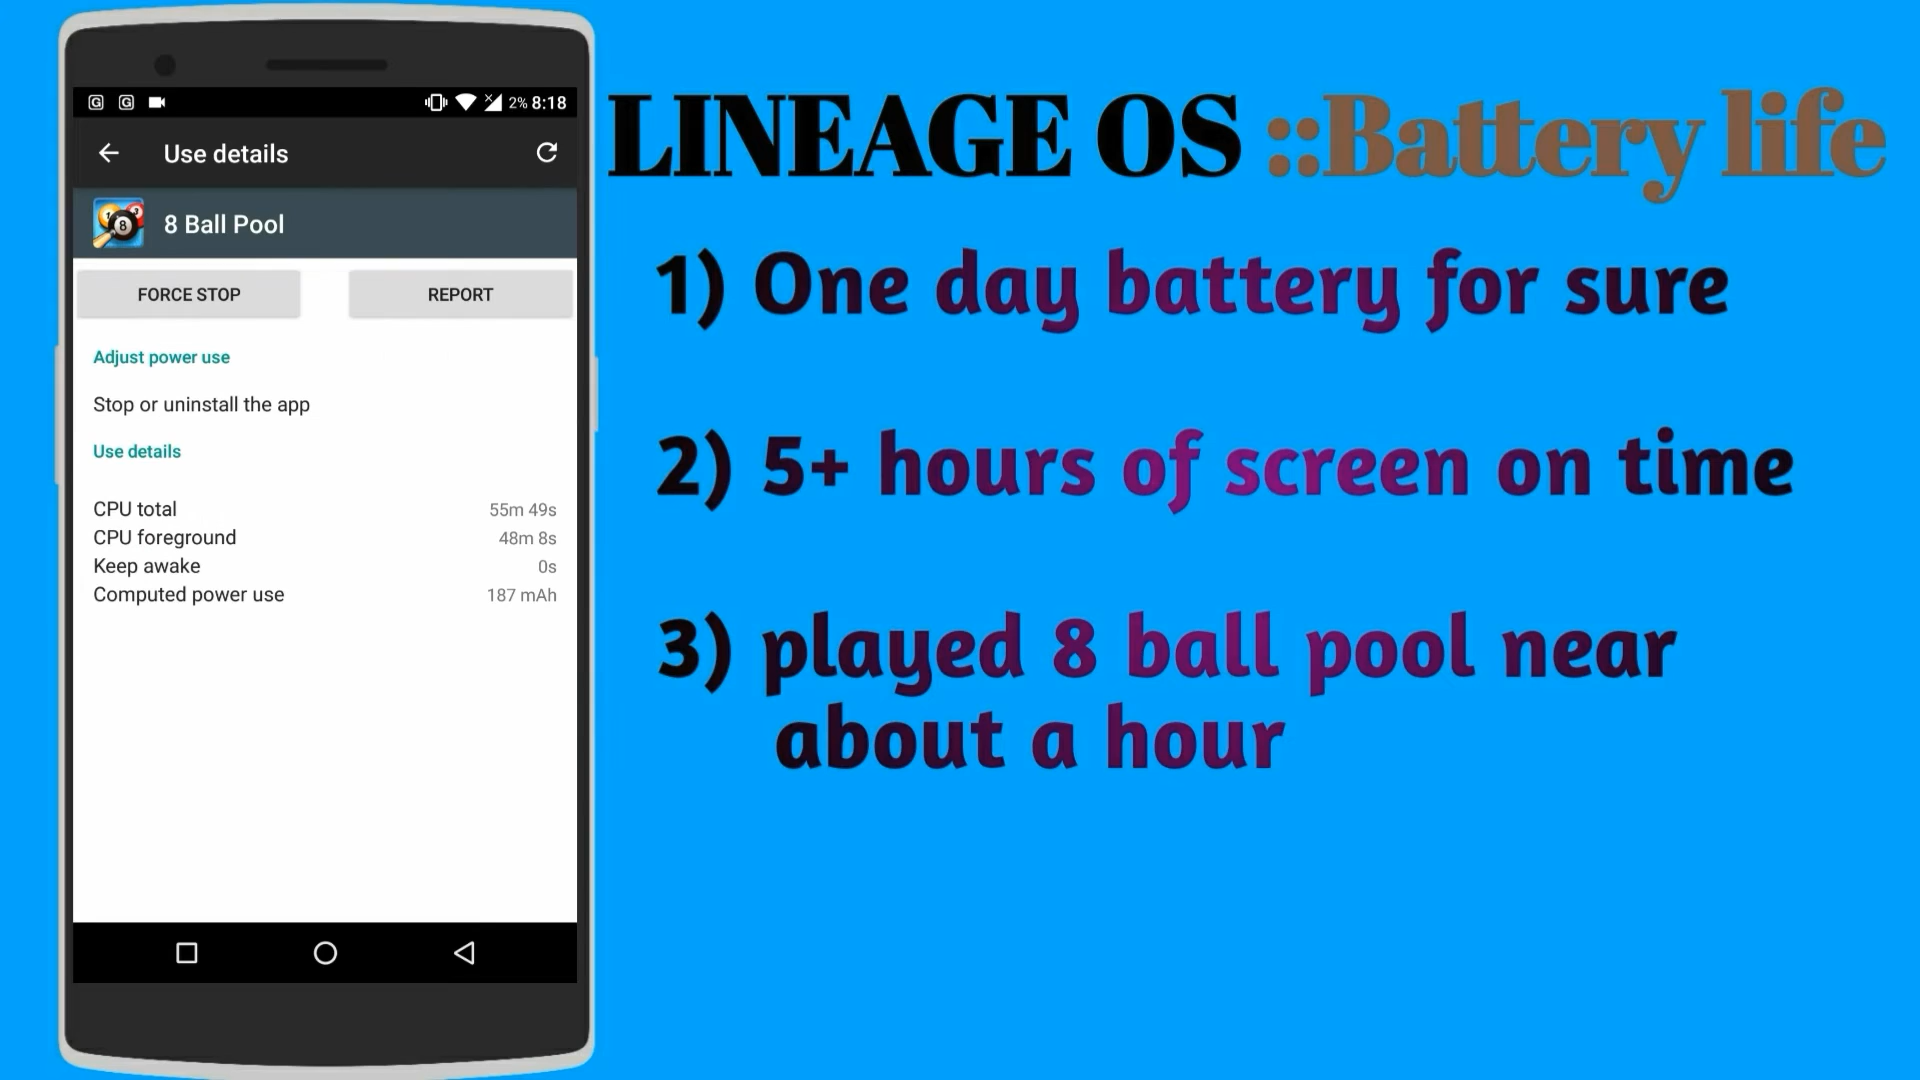 2% 8:18
Use details
8 Ball Pool
FORCE STOP REPORT
Adjust power use
Stop or uninstall the app
Use details
CPU total 55m 49s
CPU foreground 48m 8s
Keep awake 0s
Computed power use 187 mAh
LINEAGE OS ::Battery life
1) One day battery for sure
2) 5+ hours of screen on time
3) played 8 ball pool near
about a hour